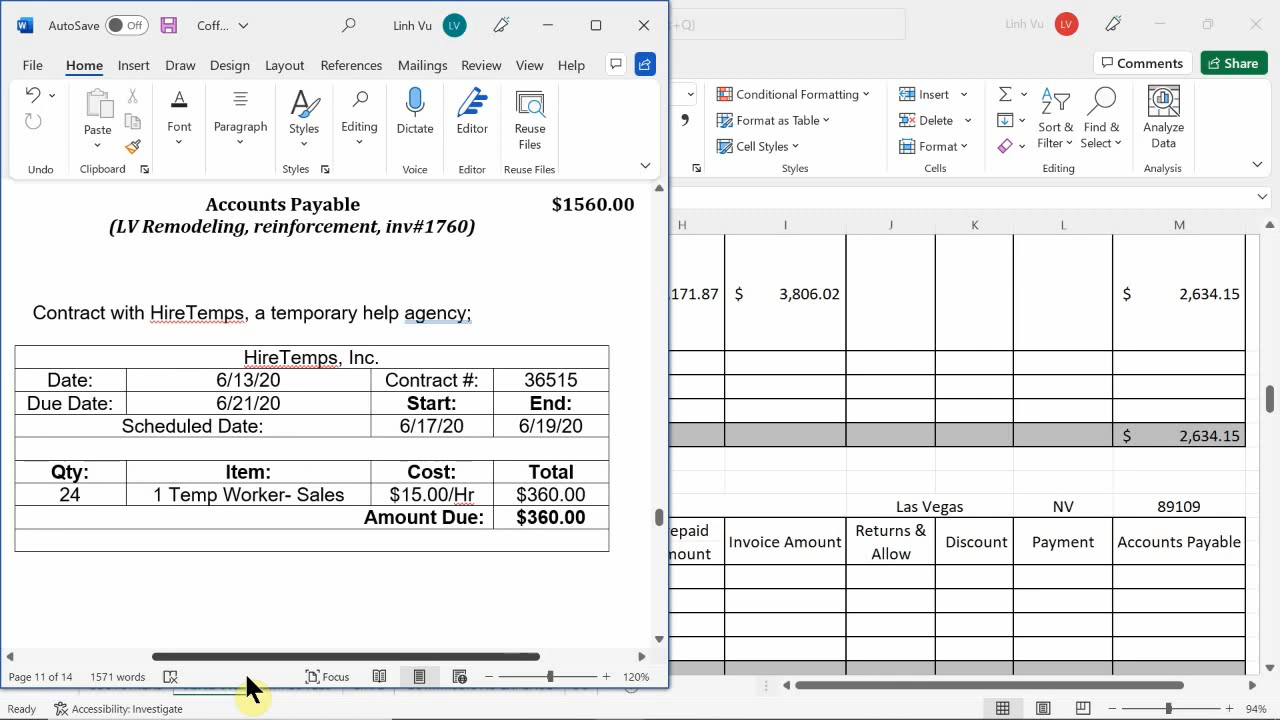 AutoSave Off Coff... Linh Vu LV
File Home Insert Draw Design Layout References Mailings Review View Help
Paste Font Paragraph Styles Editing Dictate Editor Reuse Files
Undo Clipboard Styles Voice Editor Reuse Files
Accounts Payable $1560.00
(LV Remodeling, reinforcement, inv#1760)
Contract with HireTemps, a temporary help agency;
HireTemps, Inc.
Date: 6/13/20 Contract #: 36515
Due Date: 6/21/20 Start: End:
Scheduled Date: 6/17/20 6/19/20
Qty: Item: Cost: Total
24 1 Temp Worker- Sales $15.00/Hr $360.00
Amount Due: $360.00
Page 11 of 14 1571 words Focus 120%
+Q) Linh Vu LV
Comments Share
Conditional Formatting Insert
Format as Table Delete
Cell Styles Format
Sort & Filter Find & Select Analyze Data
Styles Cells Editing Analysis
H I J K L M
171.87 $ 3,806.02 $ 2,634.15
$ 2,634.15
Las Vegas NV 89109
epaid Invoice Amount Returns & Discount Payment Accounts Payable
mount Allow
Ready Accessibility: Investigate 94%